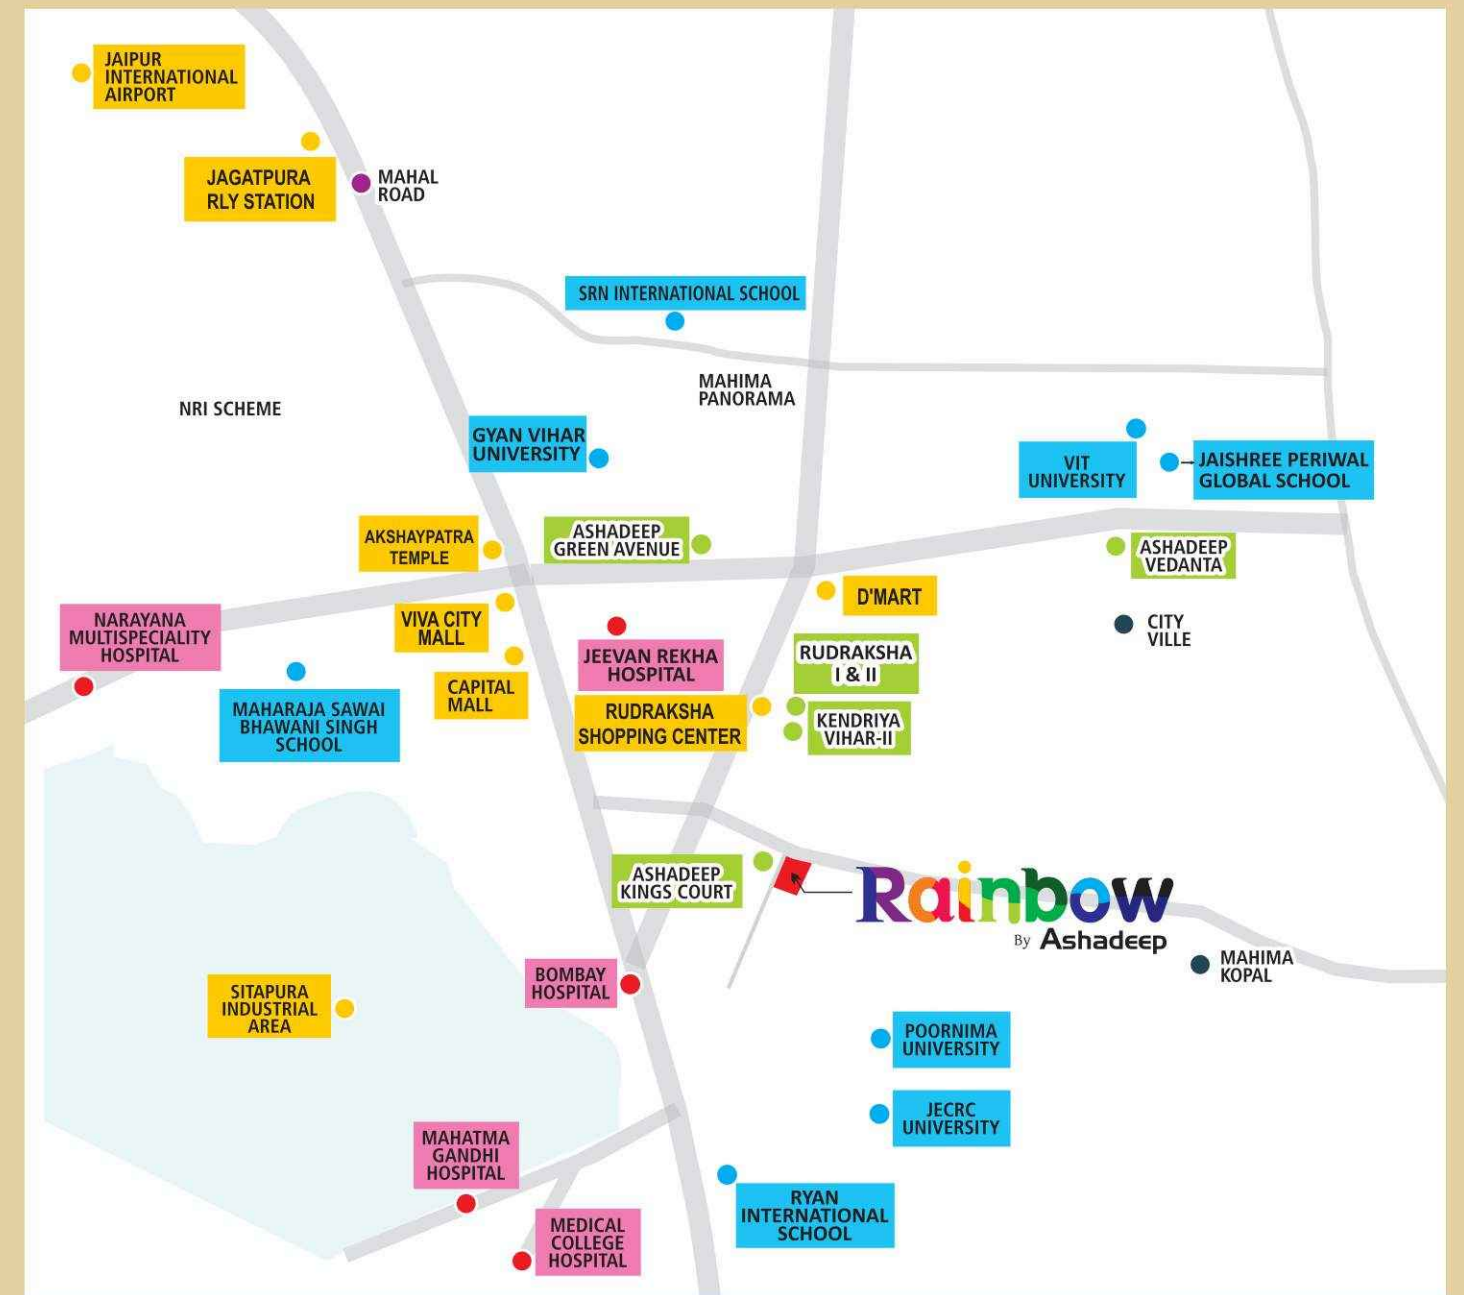 JAIPUR
INTERNATIONAL
AIRPORT
JAGATPURA
RLY STATION
MAHAL
ROAD
SRN INTERNATIONAL SCHOOL
MAHIMA
PANORAMA
NRI SCHEME
GYAN VIHAR
UNIVERSITY
VIT
UNIVERSITY
JAISHREE PERIWAL
GLOBAL SCHOOL
AKSHAYPATRA
TEMPLE
ASHADEEP
GREEN AVENUE
ASHADEEP
VEDANTA
D'MART
VIVA CITY
MALL
NARAYANA
MULTISPECIALITY
HOSPITAL
CITY
VILLE
JEEVAN REKHA
HOSPITAL
RUDRAKSHA
I & II
CAPITAL
MALL
MAHARAJA SAWAI
BHAWANI SINGH
SCHOOL
RUDRAKSHA
SHOPPING CENTER
KENDRIYA
VIHAR-II
ASHADEEP
KINGS COURT
Rainbow
By Ashadeep
MAHIMA
KOPAL
BOMBAY
HOSPITAL
SITAPURA
INDUSTRIAL
AREA
POORNIMA
UNIVERSITY
JECRC
UNIVERSITY
MAHATMA
GANDHI
HOSPITAL
RYAN
INTERNATIONAL
SCHOOL
MEDICAL
COLLEGE
HOSPITAL